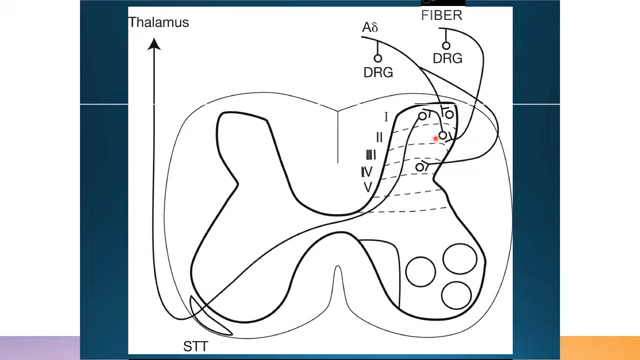 FIBER
Aδ
Thalamus
DRG
DRG
I
II
III
IV
V
STT